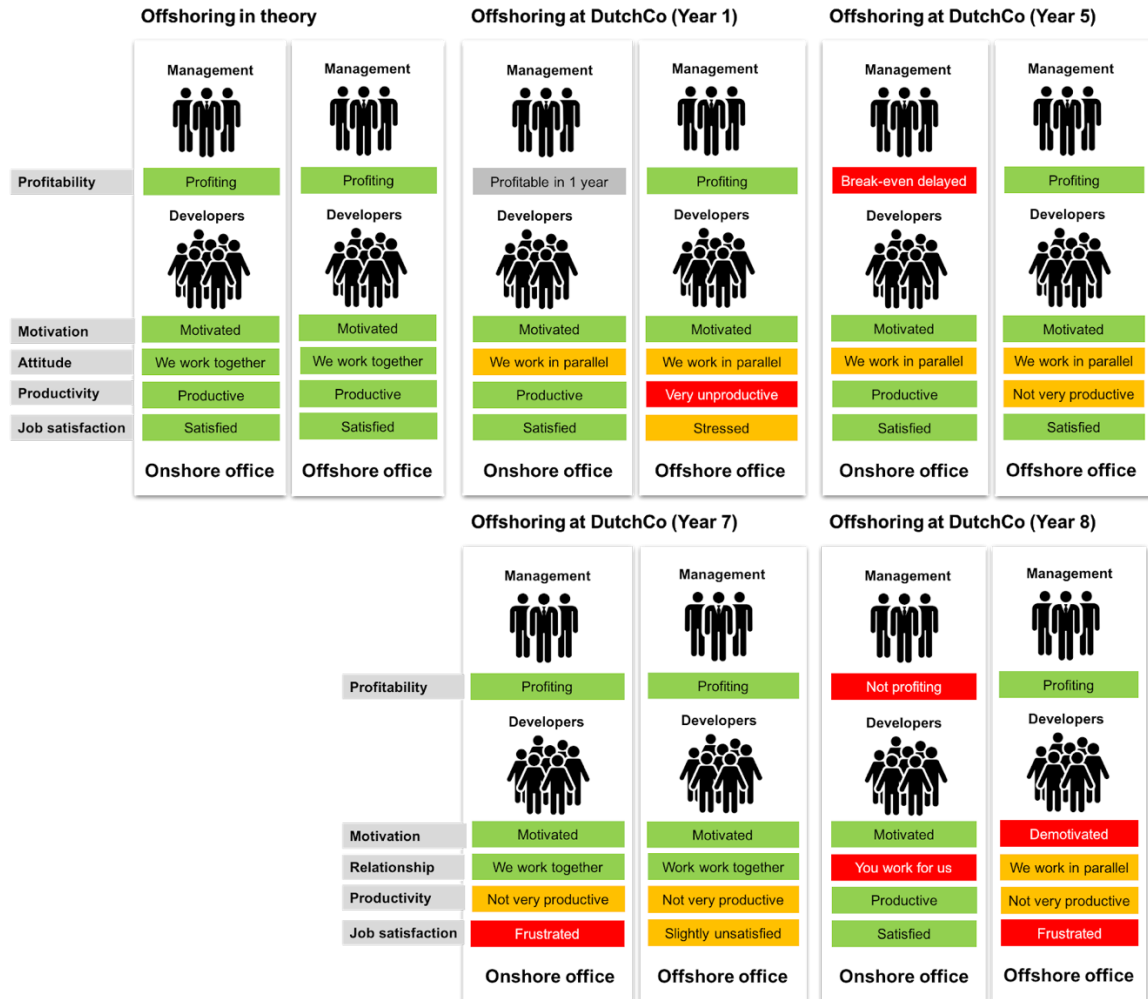 Offshoring in theory
Offshoring at DutchCo (Year 1)
Offshoring at DutchCo (Year 5)
Management
Management
Management
Management
Management
Management
Profitability
Profiting
Profiting
Profitable in 1 year
Profiting
Break-even delayed
Profiting
Developers
Developers
Developers
Developers
Developers
Developers
Motivation
Motivated
Motivated
Motivated
Motivated
Motivated
Motivated
Attitude
We work together
We work together
We work in parallel
We work in parallel
We work in parallel
We work in parallel
Productivity
Productive
Productive
Productive
Very unproductive
Productive
Not very productive
Job satisfaction
Satisfied
Satisfied
Satisfied
Stressed
Satisfied
Satisfied
Onshore office
Offshore office
Onshore office
Offshore office
Onshore office
Offshore office
Offshoring at DutchCo (Year 7)
Offshoring at DutchCo (Year 8)
Management
Management
Management
Management
Profitability
Profiting
Profiting
Not profiting
Profiting
Developers
Developers
Developers
Developers
Motivation
Motivated
Motivated
Motivated
Demotivated
Relationship
We work together
Work work together
You work for us
We work in parallel
Productivity
Not very productive
Not very productive
Productive
Not very productive
Job satisfaction
Frustrated
Slightly unsatisfied
Satisfied
Frustrated
Onshore office
Offshore office
Onshore office
Offshore office